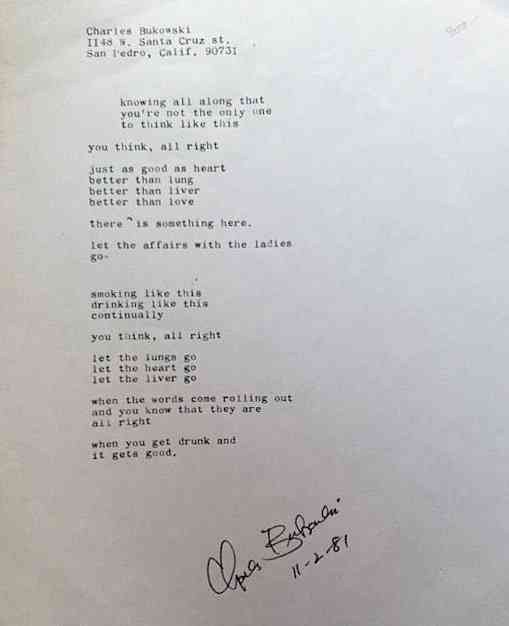 Charles Bukowski
1148 W. Santa Cruz st.
San Pedro, Calif. 90731
knowing all along that
you're not the only one
to think like this
you think, all right
just as good as heart
better than lung
better than liver
better than love
there is something here.
let the affairs with the ladies
go-
smoking like this
drinking like this
continually
you think, all right
let the lungs go
let the heart go
let the liver go
when the words come rolling out
and you know that they are
all right
when you get drunk and
it gets good.
Charles Bukowski
11-2-81